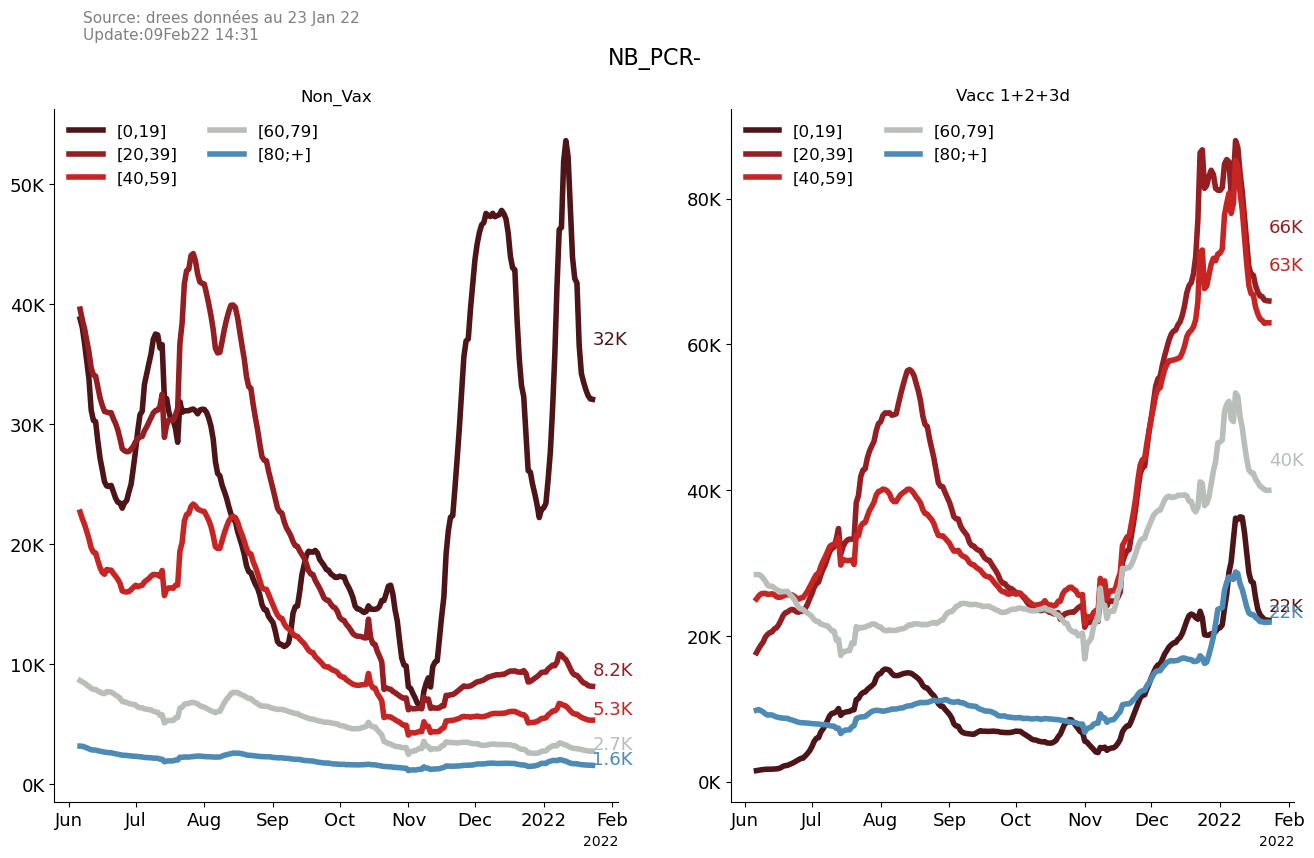 Source: drees données au 23 Jan 22
Update:09Feb22 14:31
NB_PCR-
Non_Vax
[0,19]
[20,39]
[40,59]
[60,79]
[80;+]
50K
40K
30K
20K
10K
0K
32K
8.2K
5.3K
2.7K
1.6K
Jun Jul Aug Sep Oct Nov Dec 2022 Feb
2022
Vacc 1+2+3d
[0,19]
[20,39]
[40,59]
[60,79]
[80;+]
80K
60K
40K
20K
0K
66K
63K
40K
22K
22K
Jun Jul Aug Sep Oct Nov Dec 2022 Feb
2022